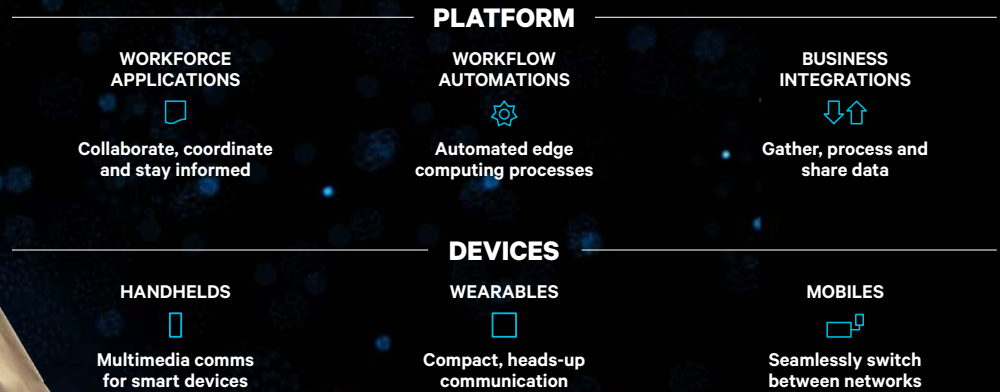 PLATFORM
WORKFORCE
APPLICATIONS
Collaborate, coordinate
and stay informed
WORKFLOW
AUTOMATIONS
Automated edge
computing processes
BUSINESS
INTEGRATIONS
Gather, process and
share data
DEVICES
HANDHELDS
Multimedia comms
for smart devices
WEARABLES
Compact, heads-up
communication
MOBILES
Seamlessly switch
between networks